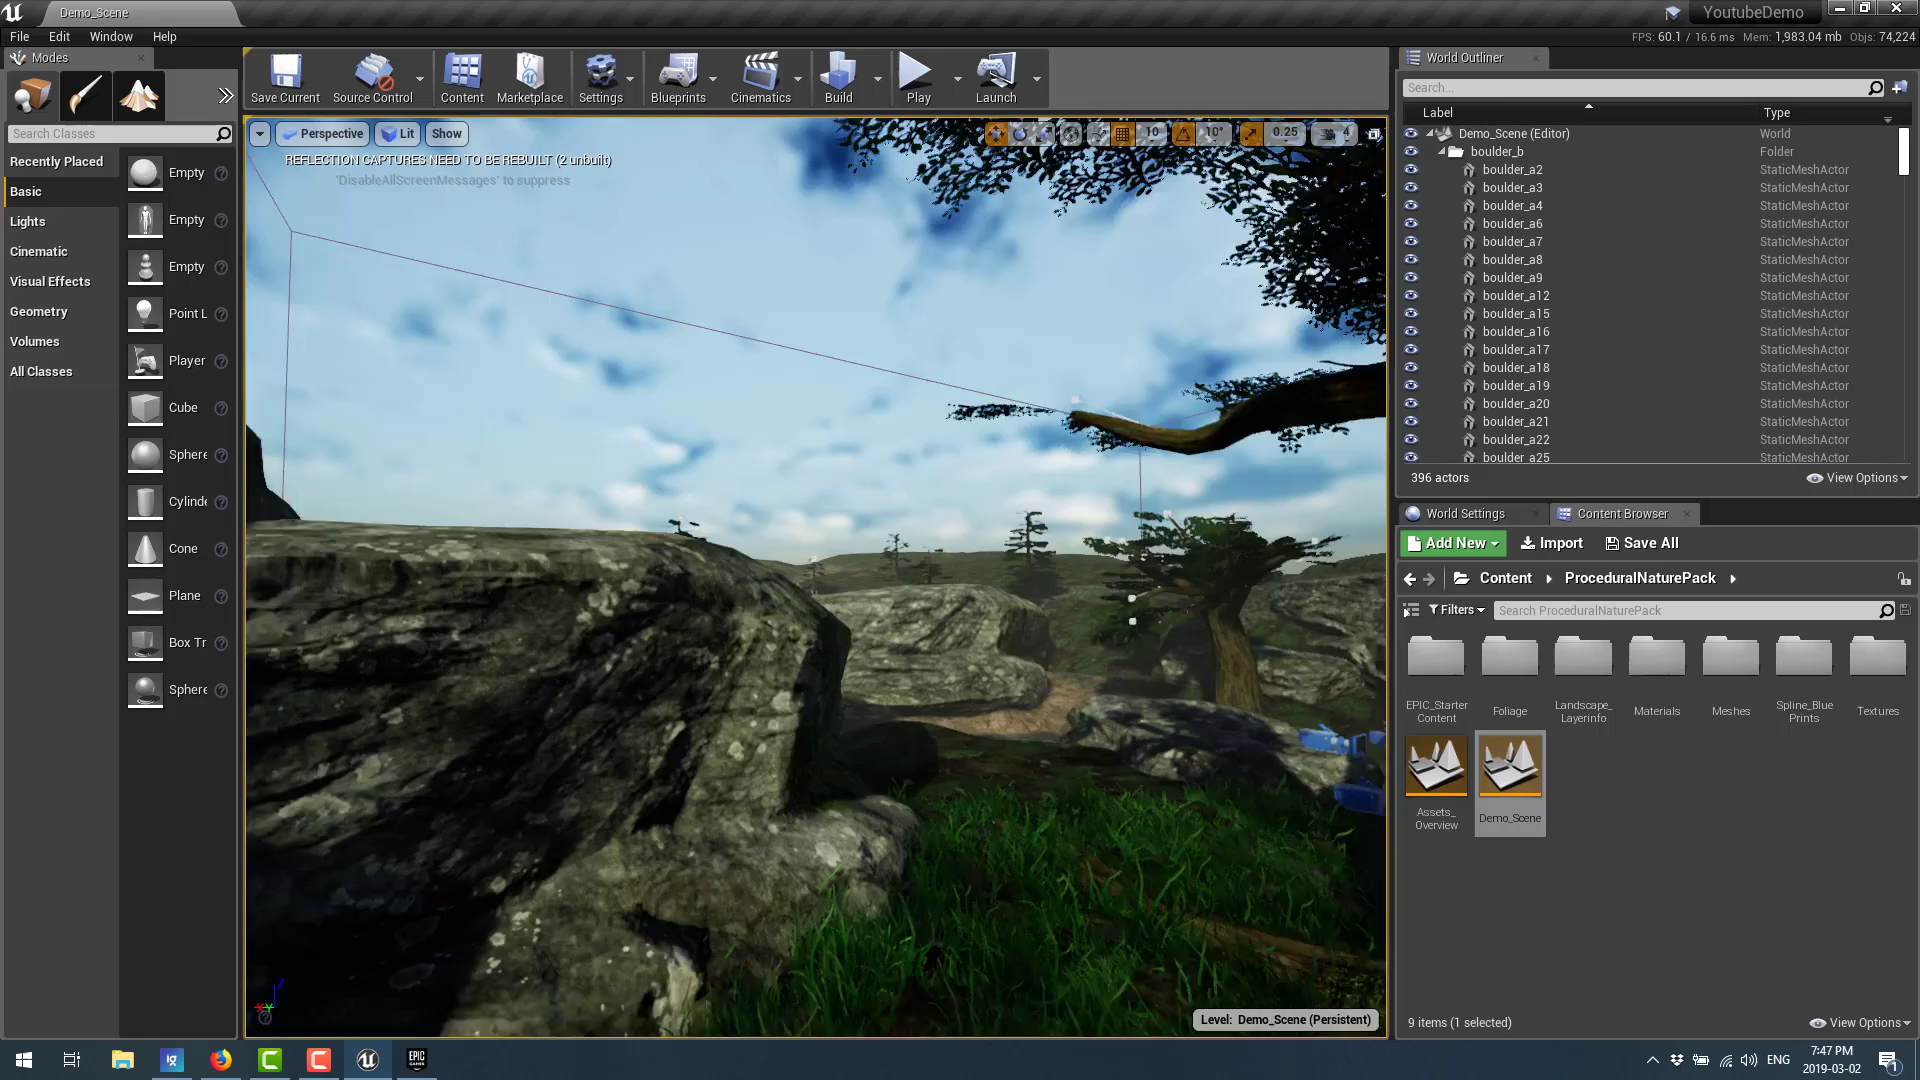 Demo_Scene
YoutubeDemo
File Edit Window Help
FPS: 60.1 / 16.6 ms Mem: 1,983.04 mb Objs: 74,224
Modes
Search Classes
Recently Placed
Basic
Lights
Cinematic
Visual Effects
Geometry
Volumes
All Classes
Empty
Empty
Empty
Point L
Player
Cube
Sphere
Cylinde
Cone
Plane
Box Tr
Sphere
Save Current
Source Control
Content
Marketplace
Settings
Blueprints
Cinematics
Build
Play
Launch
Perspective Lit Show
10 10° 0.25 4
REFLECTION CAPTURES NEED TO BE REBUILT (2 unbuilt)
'DisableAllScreenMessages' to suppress
Level: Demo_Scene (Persistent)
World Outliner
Search...
Label Type
Demo_Scene (Editor) World
boulder_b Folder
boulder_a2 StaticMeshActor
boulder_a3 StaticMeshActor
boulder_a4 StaticMeshActor
boulder_a6 StaticMeshActor
boulder_a7 StaticMeshActor
boulder_a8 StaticMeshActor
boulder_a9 StaticMeshActor
boulder_a12 StaticMeshActor
boulder_a15 StaticMeshActor
boulder_a16 StaticMeshActor
boulder_a17 StaticMeshActor
boulder_a18 StaticMeshActor
boulder_a19 StaticMeshActor
boulder_a20 StaticMeshActor
boulder_a21 StaticMeshActor
boulder_a22 StaticMeshActor
boulder_a25 StaticMeshActor
396 actors View Options
World Settings Content Browser
Add New Import Save All
Content ProceduralNaturePack
Filters Search ProceduralNaturePack
EPIC_Starter
Content
Foliage
Landscape_
Layerinfo
Materials
Meshes
Spline_Blue
Prints
Textures
Assets_
Overview
Demo_Scene
9 items (1 selected) View Options
ig
EPIC
GAMES
ENG
7:47 PM
2019-03-02
1